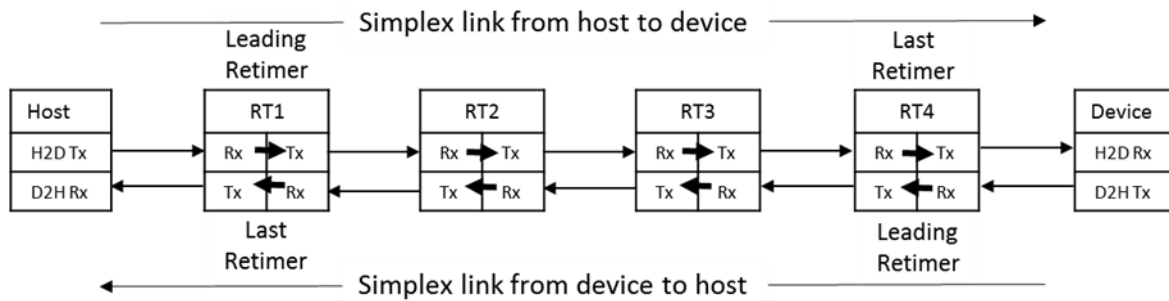 Simplex link from host to device
Leading
Retimer
Last
Retimer
Host RT1 RT2 RT3 RT4 Device
H2D Tx Rx Tx Rx Tx Rx Tx Rx Tx H2D Rx
D2H Rx Tx Rx Tx Rx Tx Rx Tx Rx D2H Tx
Last
Retimer
Leading
Retimer
Simplex link from device to host